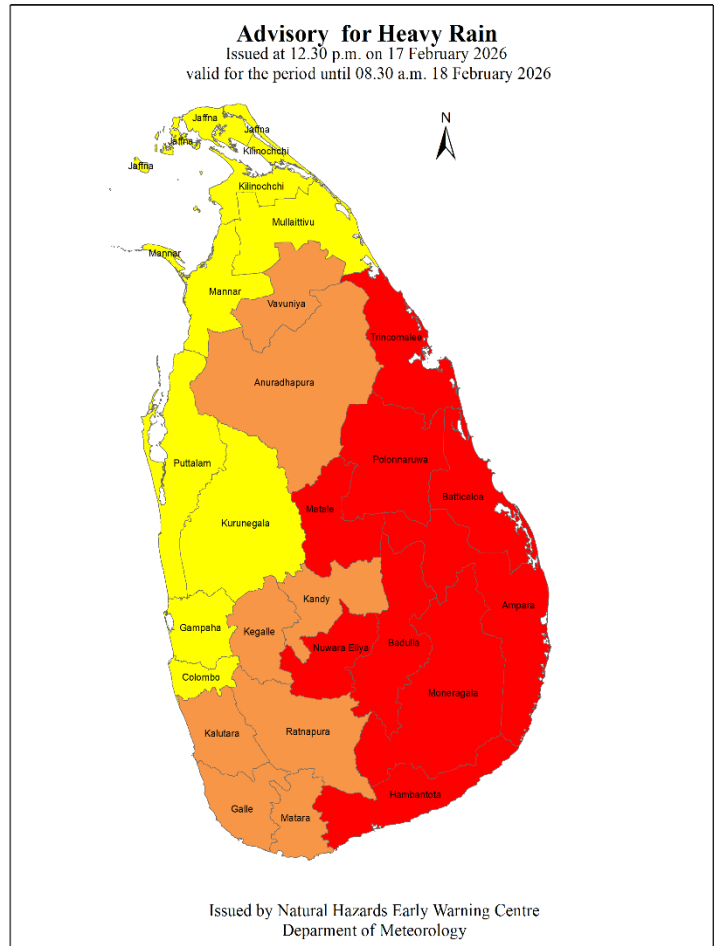 Advisory for Heavy Rain
Issued at 12.30 p.m. on 17 February 2026
valid for the period until 08.30 a.m. 18 February 2026
N
Jaffna
Jaffna
Jaffna
Kilinochchi
Jaffna
Kilinochchi
Mullaittivu
Mannar
Mannar
Vavuniya
Trincomalee
Anuradhapura
Polonnaruwa
Puttalam
Batticaloa
Matale
Kurunegala
Kandy
Ampara
Gampaha
Kegalle
Badulla
Nuwara Eliya
Colombo
Moneragala
Ratnapura
Kalutara
Hambantota
Galle
Matara
Issued by Natural Hazards Early Warning Centre
Deparment of Meteorology